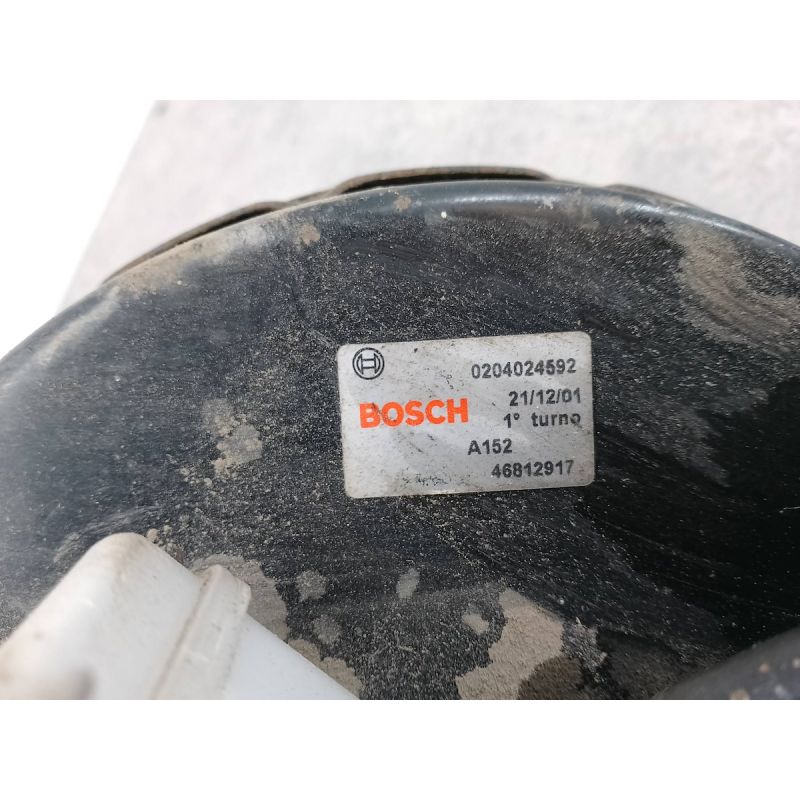 0204024592
BOSCH
21/12/01
1° turno
A152
46812917